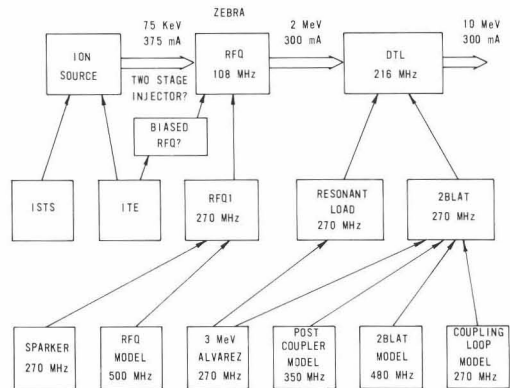 ZEBRA
75 KeV
375 mA
2 MeV
300 mA
10 MeV
300 mA
ION
SOURCE
RFQ
108 MHz
DTL
216 MHz
TWO STAGE
INJECTOR?
BIASED
RFQ?
ISTS
ITE
RFQ1
270 MHz
RESONANT
LOAD
270 MHz
2BLAT
270 MHz
SPARKER
270 MHz
RFQ
MODEL
500 MHz
3 MeV
ALVAREZ
270 MHz
POST
COUPLER
MODEL
350 MHz
2BLAT
MODEL
480 MHz
COUPLING
LOOP MODEL
270 MHz